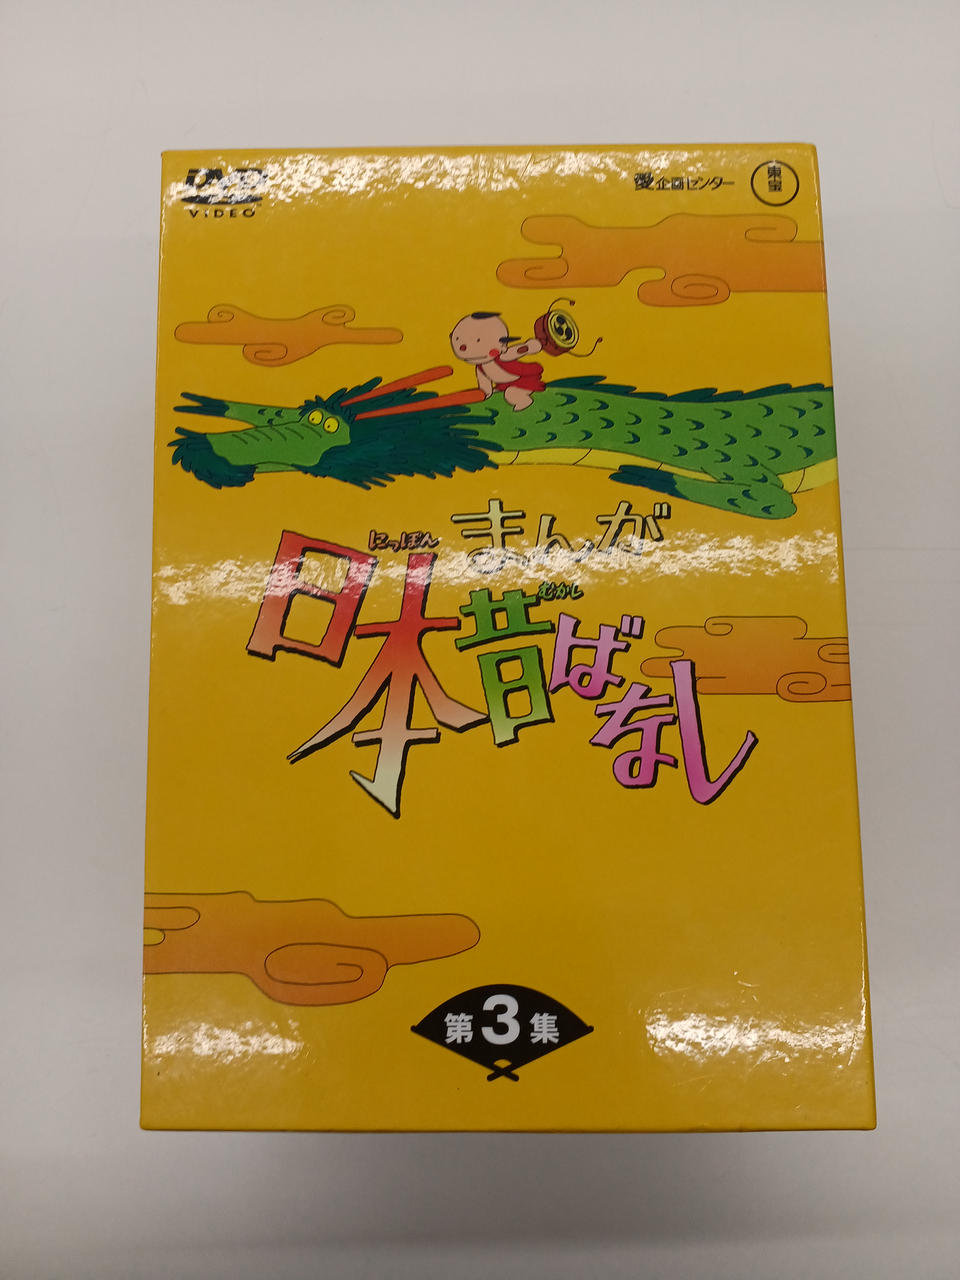 DVD
VIDEO
愛企画センター
東宝
まんが
にっぽん
日本
むかし
昔ばなし
第3集